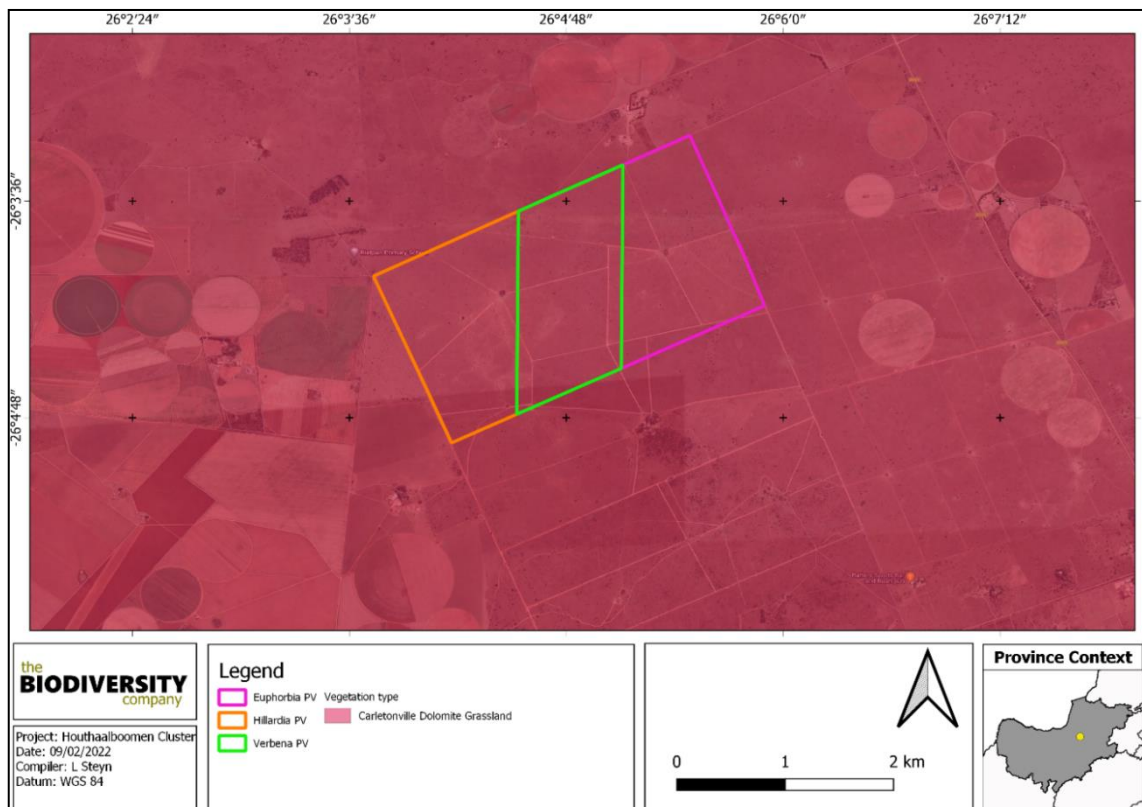 26°2′24″ 26°3′36″ 26°4′48″ 26°6′0″ 26°7′12″
-26°3′36″
-26°4′48″
Primary
the
BIODIVERSITY
company
Project: Houthaalboomen Cluster
Date: 09/02/2022
Compiler: L Steyn
Datum: WGS 84
Legend
Euphorbia PV
Hillardia PV
Verbena PV
Vegetation type
Carletonville Dolomite Grassland
0 1 2 km
Province Context